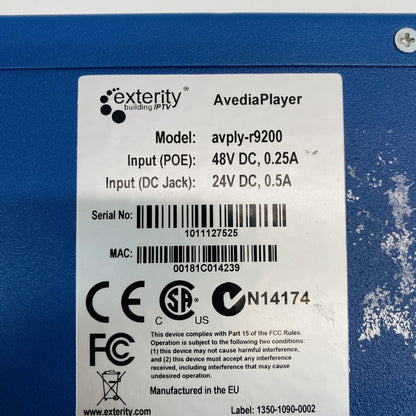 exterity®
building IPTV
AvediaPlayer
Model: avply-r9200
Input (POE): 48V DC, 0.25A
Input (DC Jack): 24V DC, 0.5A
Serial No:
1011127525
MAC:
00181C014239
CE SA ® C US N14174
FC
This device complies with Part 15 of the FCC Rules.
Operation is subject to the following two conditions:
(1) this device may not cause harmful interference,
and (2) this device must accept any interference
received, including interference that may cause
undesired operation.
Manufactured in the EU
www.exterity.com
Label: 1350-1090-0002